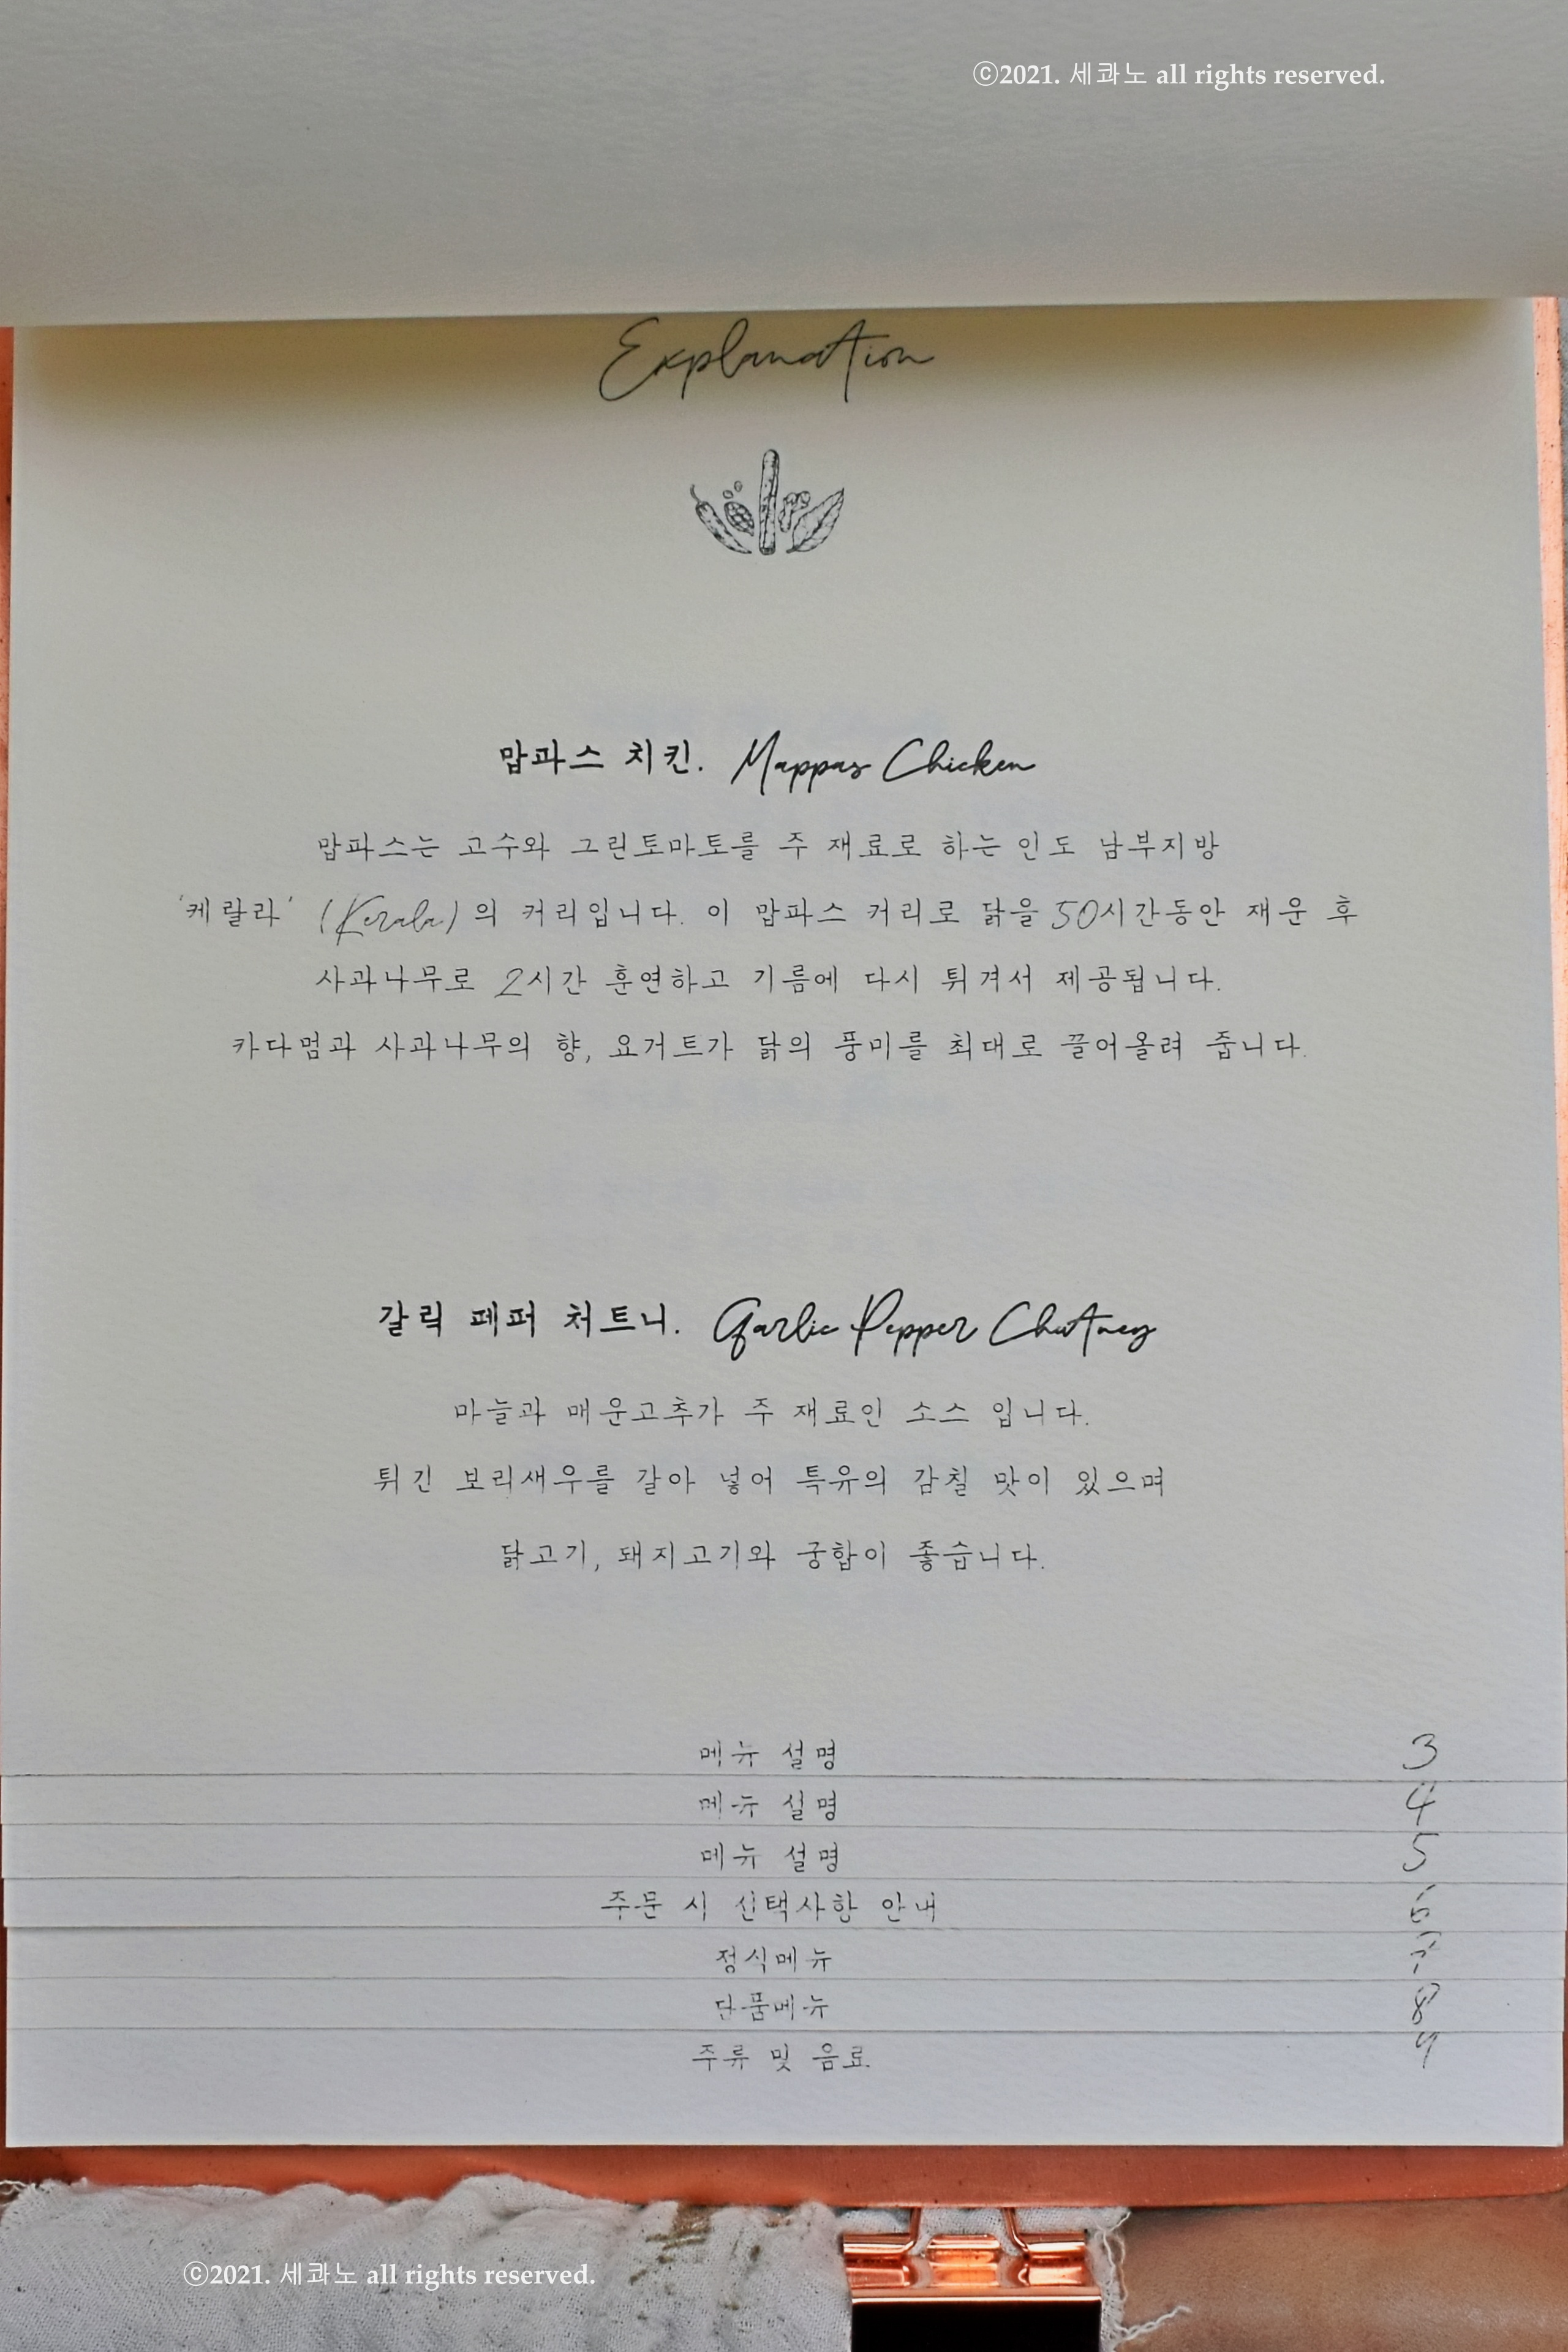 ⓒ2021. 세콰노 all rights reserved.
Explanation
맙파스 치킨. Mappas Chicken
맙파스는 고수와 그린토마토를 주 재료로 하는 인도 남부지방
'케랄라' (Kerala)의 커리입니다. 이 맙파스 커리로 닭을 50시간동안 재운 후
사과나무로 2시간 훈연하고 기름에 다시 튀겨서 제공됩니다.
카다멈과 사과나무의 향, 요거트가 닭의 풍미를 최대로 끌어올려 줍니다.
갈릭 페퍼 처트니. Garlic Pepper Chutney
마늘과 매운고추가 주 재료인 소스 입니다.
튀긴 보리새우를 갈아 넣어 특유의 감칠 맛이 있으며
닭고기, 돼지고기와 궁합이 좋습니다.
메뉴 설명 3
메뉴 설명 4
메뉴 설명 5
주문 시 선택사항 안내 6
정식메뉴 7
단품메뉴 8
주류 및 음료 9
ⓒ2021. 세콰노 all rights reserved.